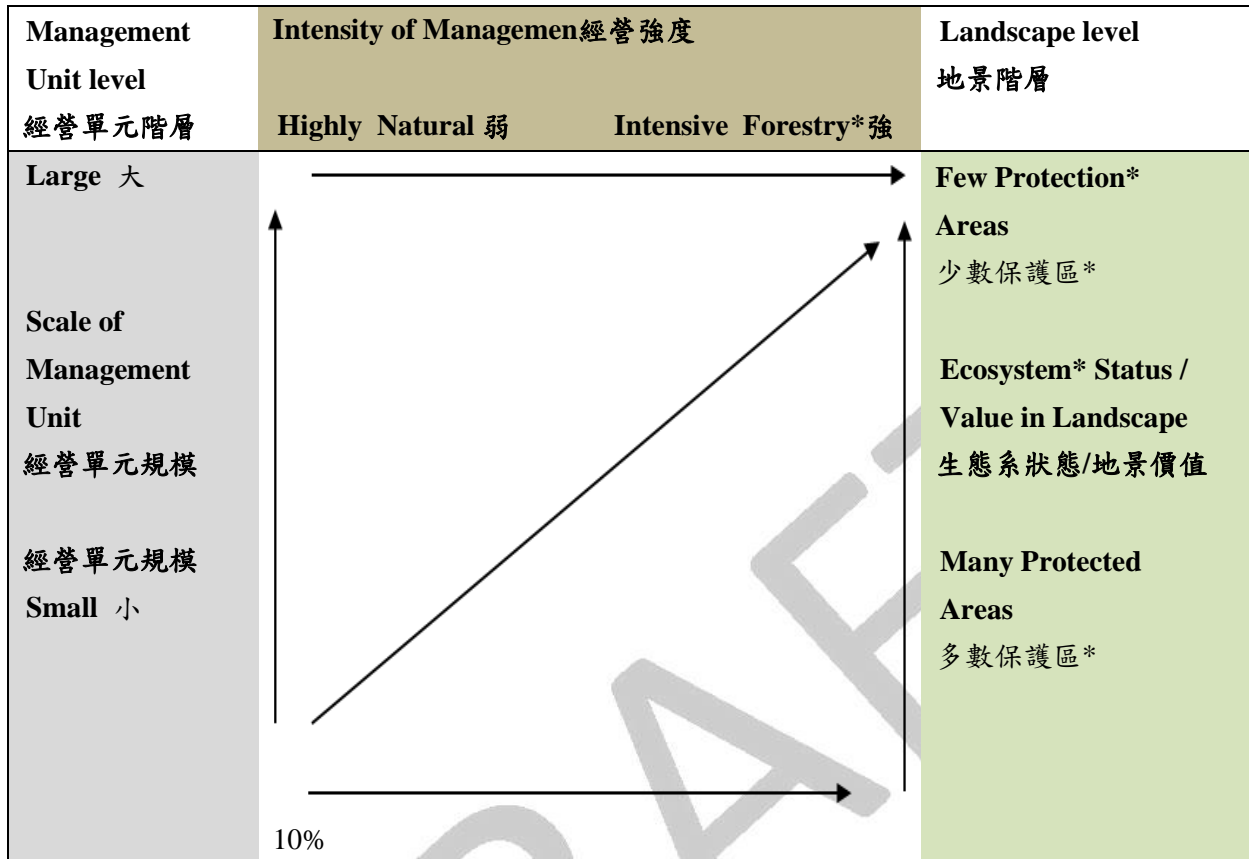 Management
Unit level
經營單元階層
Intensity of Managemen經營強度
Highly Natural 弱 Intensive Forestry*強
Landscape level
地景階層
Large 大
Scale of
Management
Unit
經營單元規模
經營單元規模
Small 小
10%
Few Protection*
Areas
少數保護區*
Ecosystem* Status /
Value in Landscape
生態系狀態/地景價值
Many Protected
Areas
多數保護區*